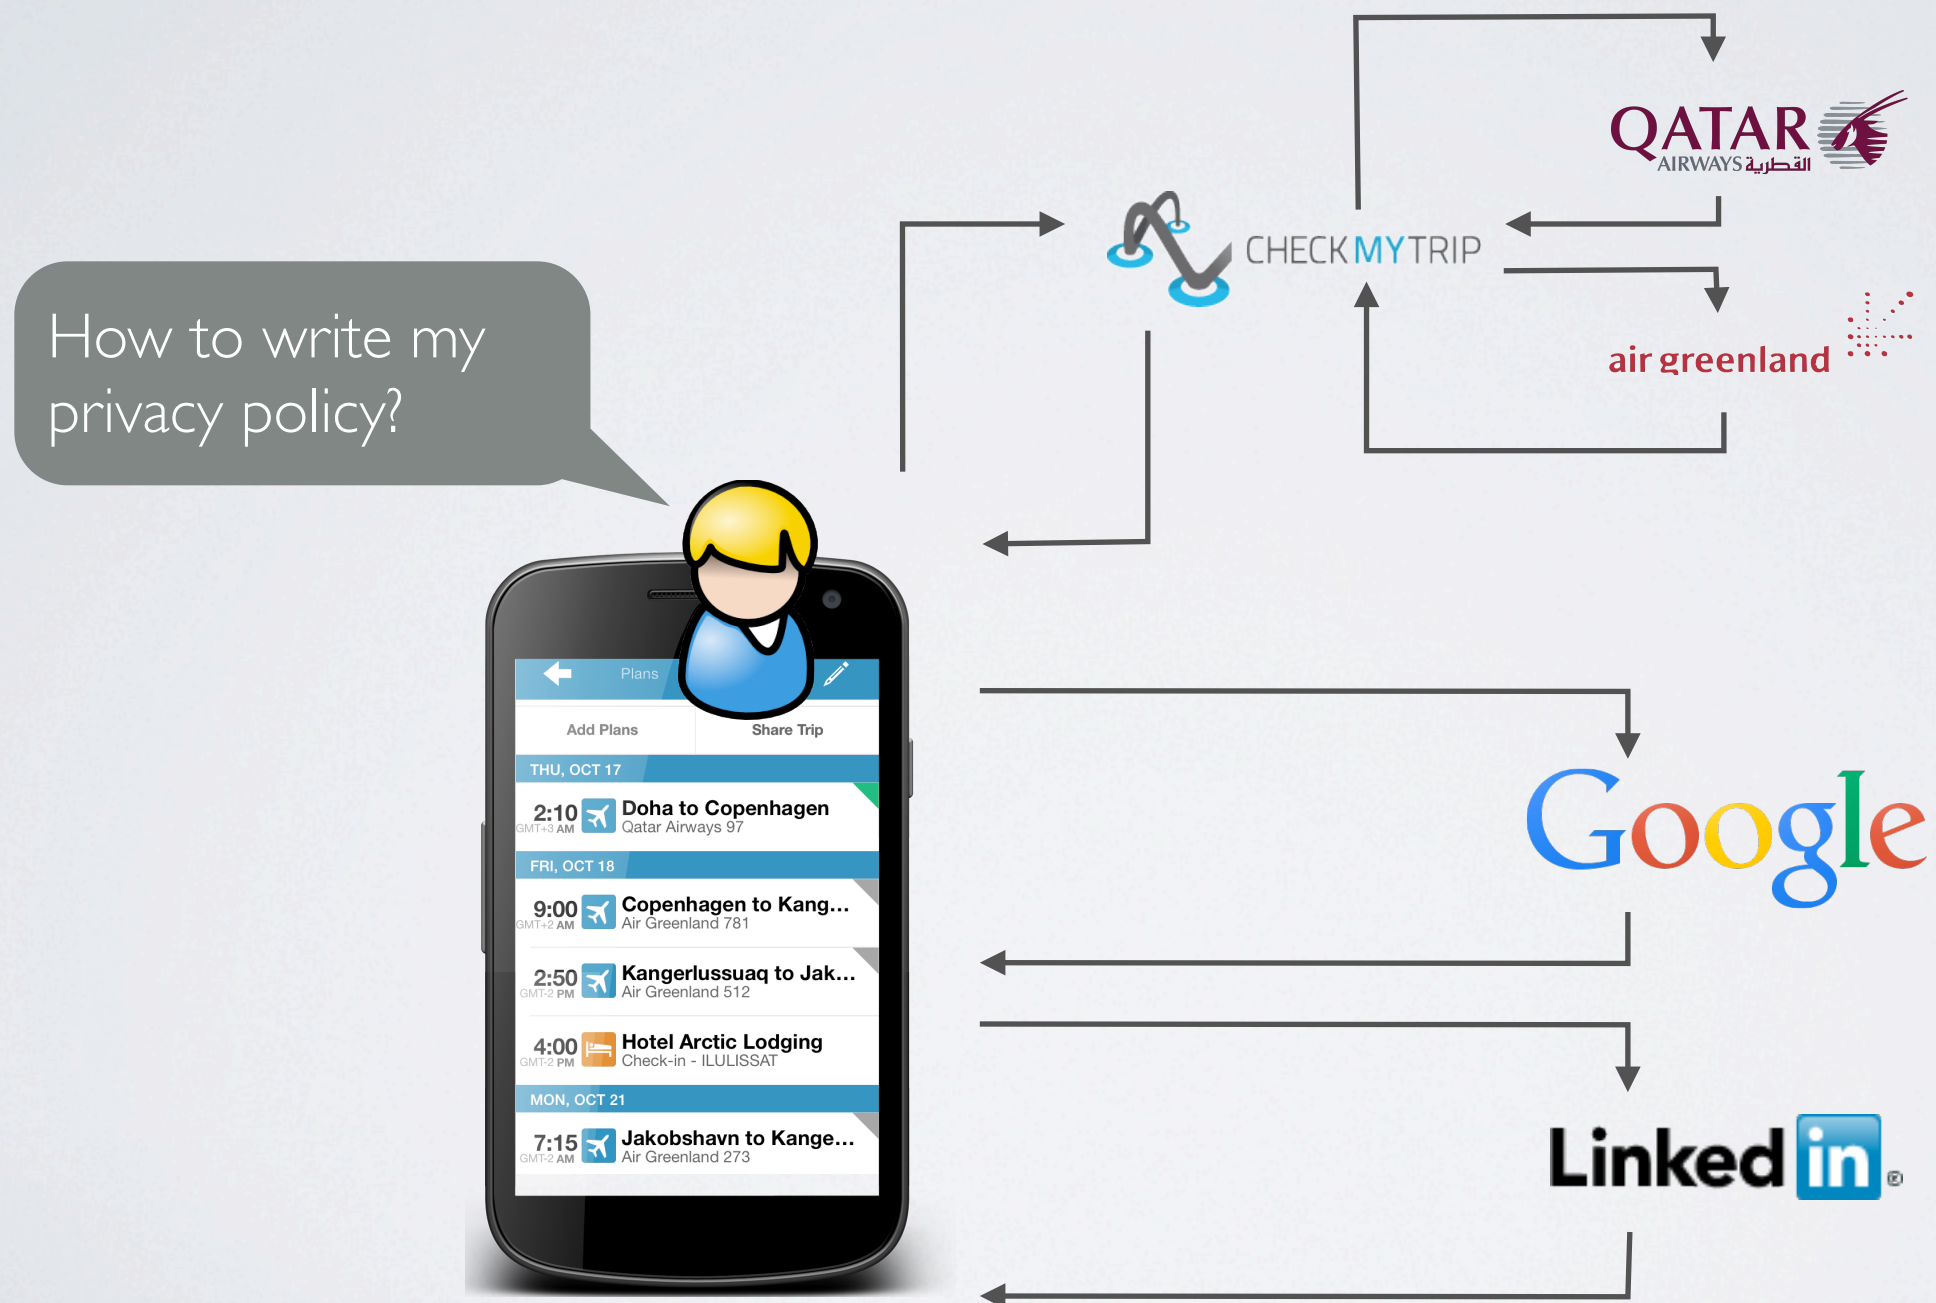 QATAR
AIRWAYS القطرية
CHECKMYTRIP
How to write my
privacy policy?
air greenland
Plans
Add Plans
Share Trip
THU, OCT 17
2:10 Doha to Copenhagen
GMT+3 AM Qatar Airways 97
FRI, OCT 18
9:00 Copenhagen to Kang...
GMT+2 AM Air Greenland 781
2:50 Kangerlussuaq to Jak...
GMT-2 PM Air Greenland 512
4:00 Hotel Arctic Lodging
GMT-2 PM Check-in - ILULISSAT
MON, OCT 21
7:15 Jakobshavn to Kange...
GMT-2 AM Air Greenland 273
Google
Linked in ®